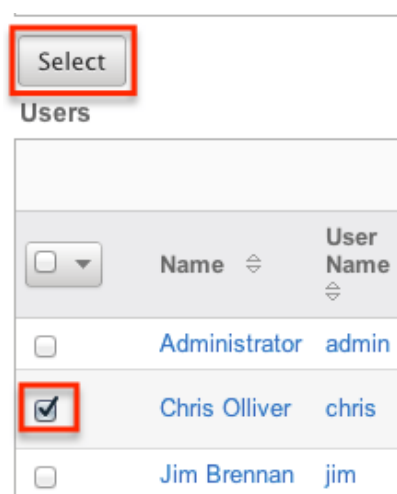 Select
Users
Name User Name
Administrator admin
Chris Olliver chris
Jim Brennan jim